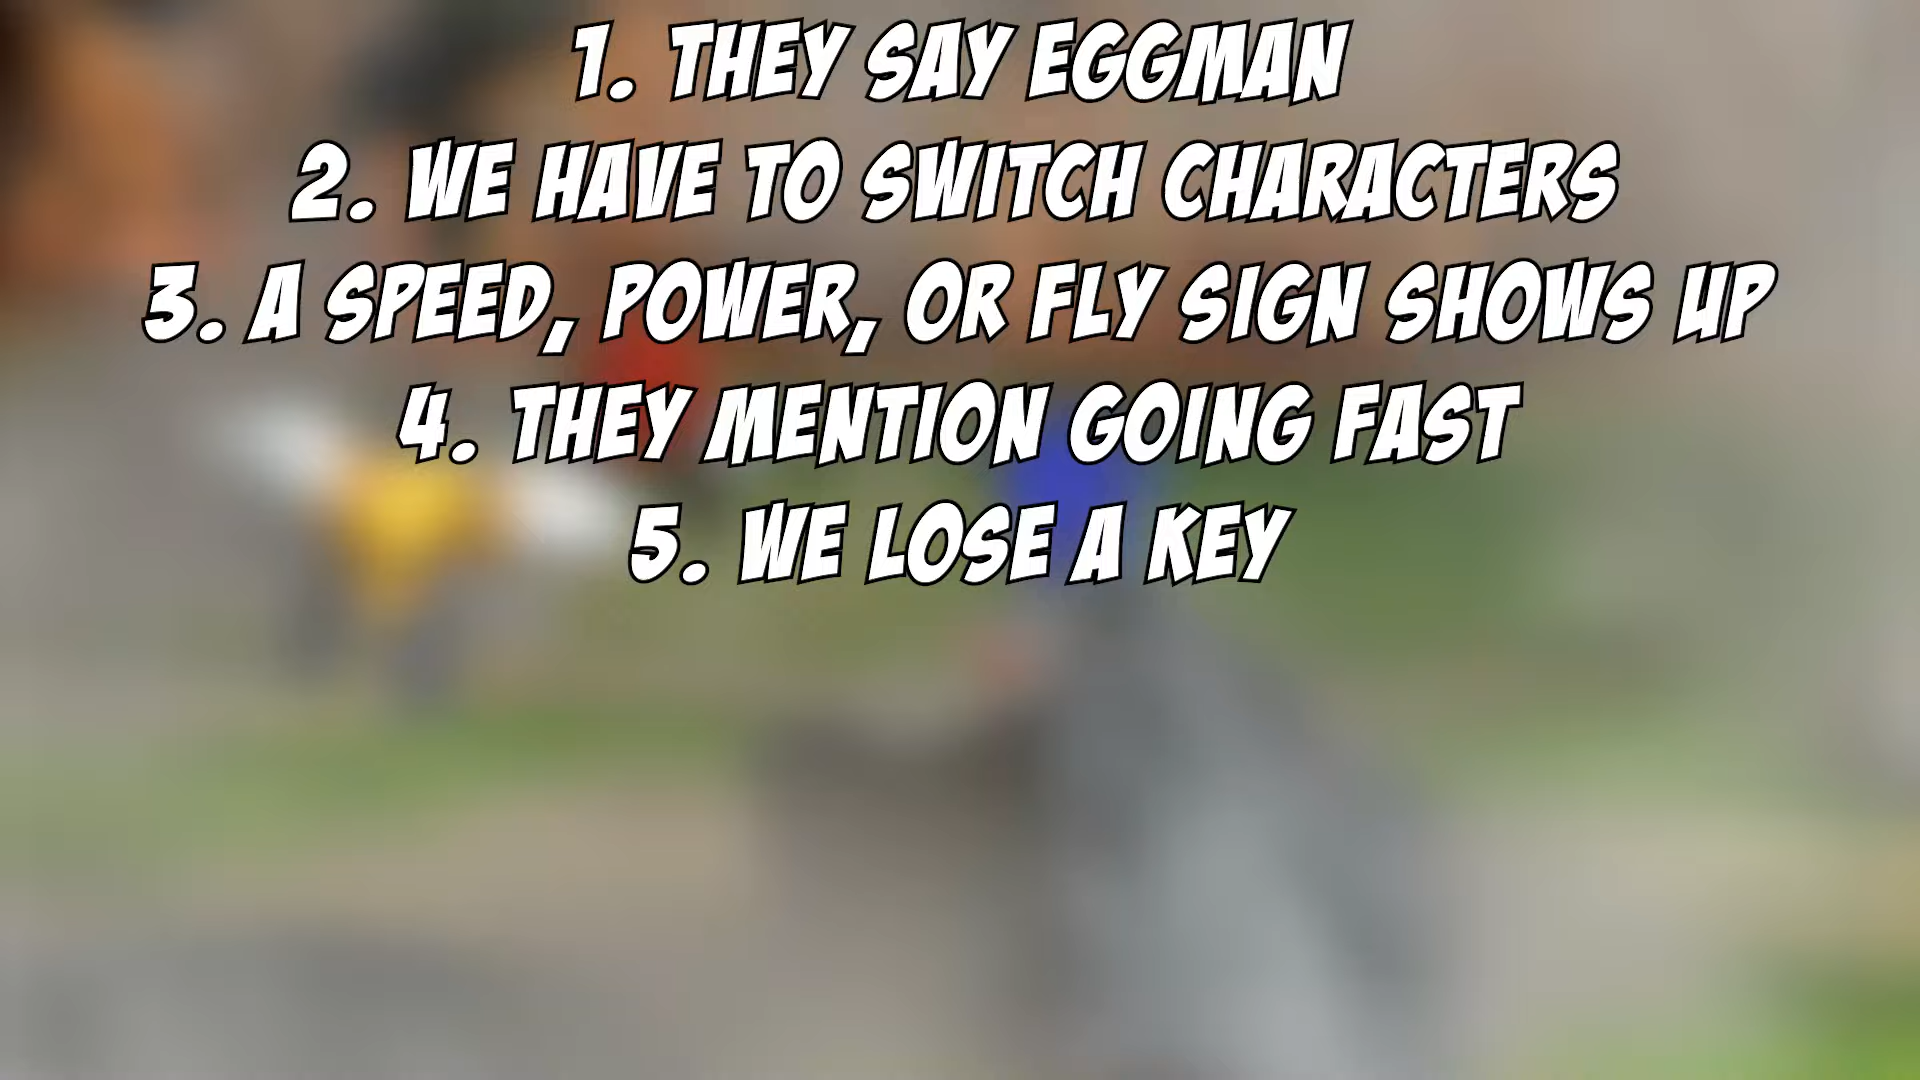 1. THEY SAY EGGMAN
2. WE HAVE TO SWITCH CHARACTERS
3. A SPEED, POWER, OR FLY SIGN SHOWS UP
4. THEY MENTION GOING FAST
5. WE LOSE A KEY